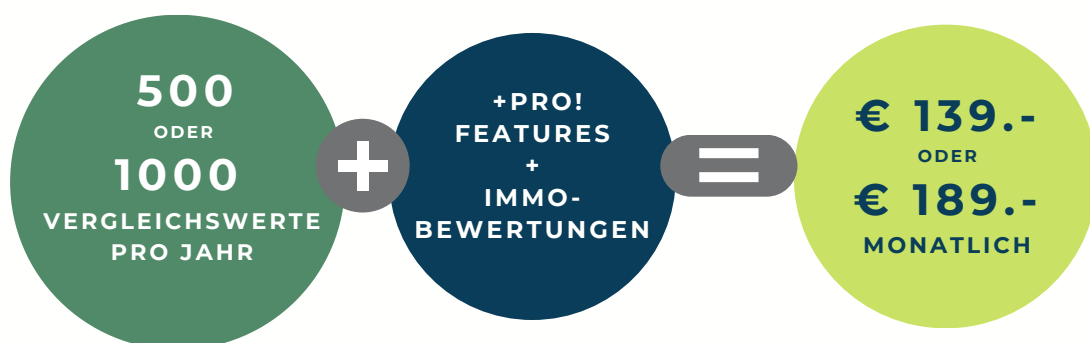 500
ODER
1000
VERGLEICHSWERTE
PRO JAHR
+
+PRO!
FEATURES
+
IMMO-
BEWERTUNGEN
=
€ 139.-
ODER
€ 189.-
MONATLICH